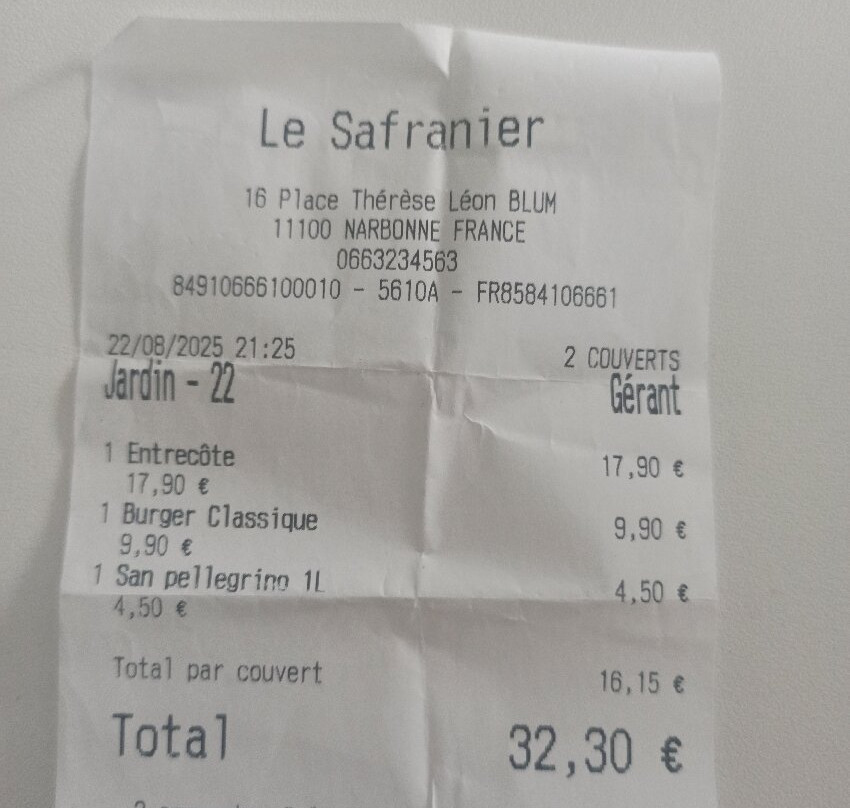 Le Safranier
16 Place Thérèse Léon BLUM
11100 NARBONNE FRANCE
0663234563
84910666100010 - 5610A - FR8584106661
22/08/2025 21:25 2 COUVERTS
Jardin - 22 Gérant
1 Entrecôte 17,90 €
17,90 €
1 Burger Classique 9,90 €
9,90 €
1 San pellegrino 1L 4,50 €
4,50 €
Total par couvert 16,15 €
Total 32,30 €